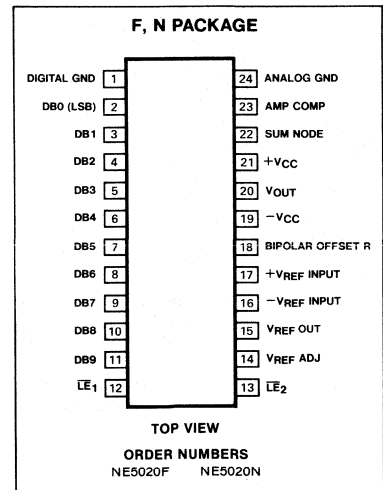 F, N PACKAGE
DIGITAL GND 1 24 ANALOG GND
DB0 (LSB) 2 23 AMP COMP
DB1 3 22 SUM NODE
DB2 4 21 +VCC
DB3 5 20 VOUT
DB4 6 19 −VCC
DB5 7 18 BIPOLAR OFFSET R
DB6 8 17 +VREF INPUT
DB7 9 16 −VREF INPUT
DB8 10 15 VREF OUT
DB9 11 14 VREF ADJ
L̅E̅1 12 13 L̅E̅2
TOP VIEW
ORDER NUMBERS
NE5020F NE5020N